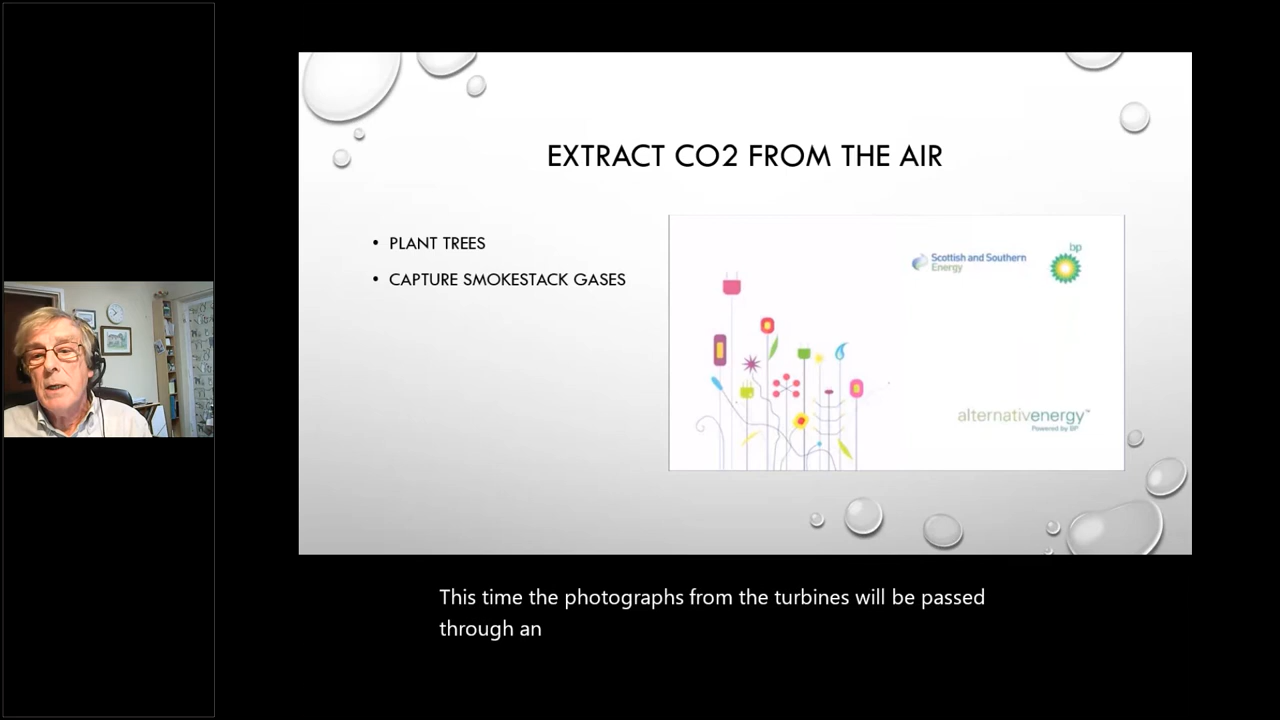 EXTRACT CO2 FROM THE AIR
• PLANT TREES
• CAPTURE SMOKESTACK GASES
Scottish and Southern
Energy
bp
alternativenergy™
Powered by BP
This time the photographs from the turbines will be passed
through an